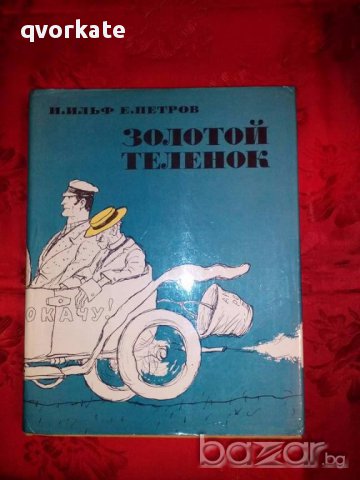 qvorkate
И.ИЛЬФ Е.ПЕТРОВ
ЗОЛОТОЙ
ТЕЛЕНОК
ОКАЧУ!
bazar.bg